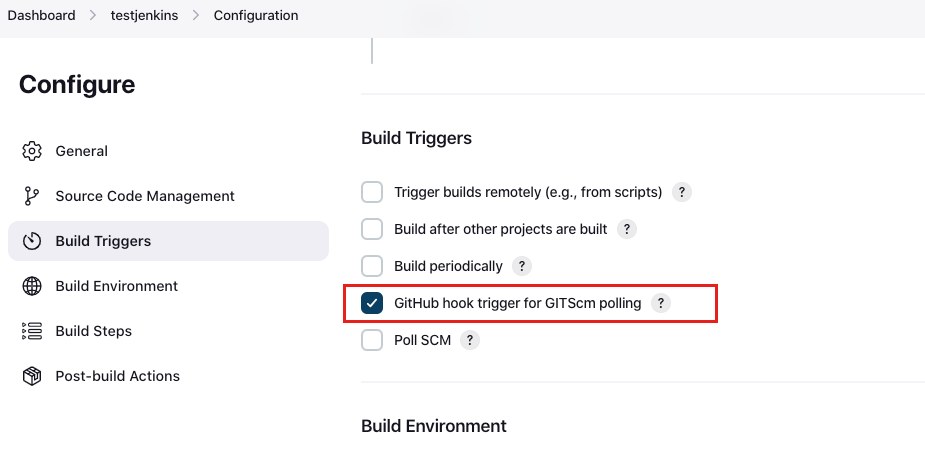 Dashboard > testjenkins > Configuration
Configure
General
Source Code Management
Build Triggers
Build Environment
Build Steps
Post-build Actions
Build Triggers
Trigger builds remotely (e.g., from scripts) ?
Build after other projects are built ?
Build periodically ?
GitHub hook trigger for GITScm polling ?
Poll SCM ?
Build Environment